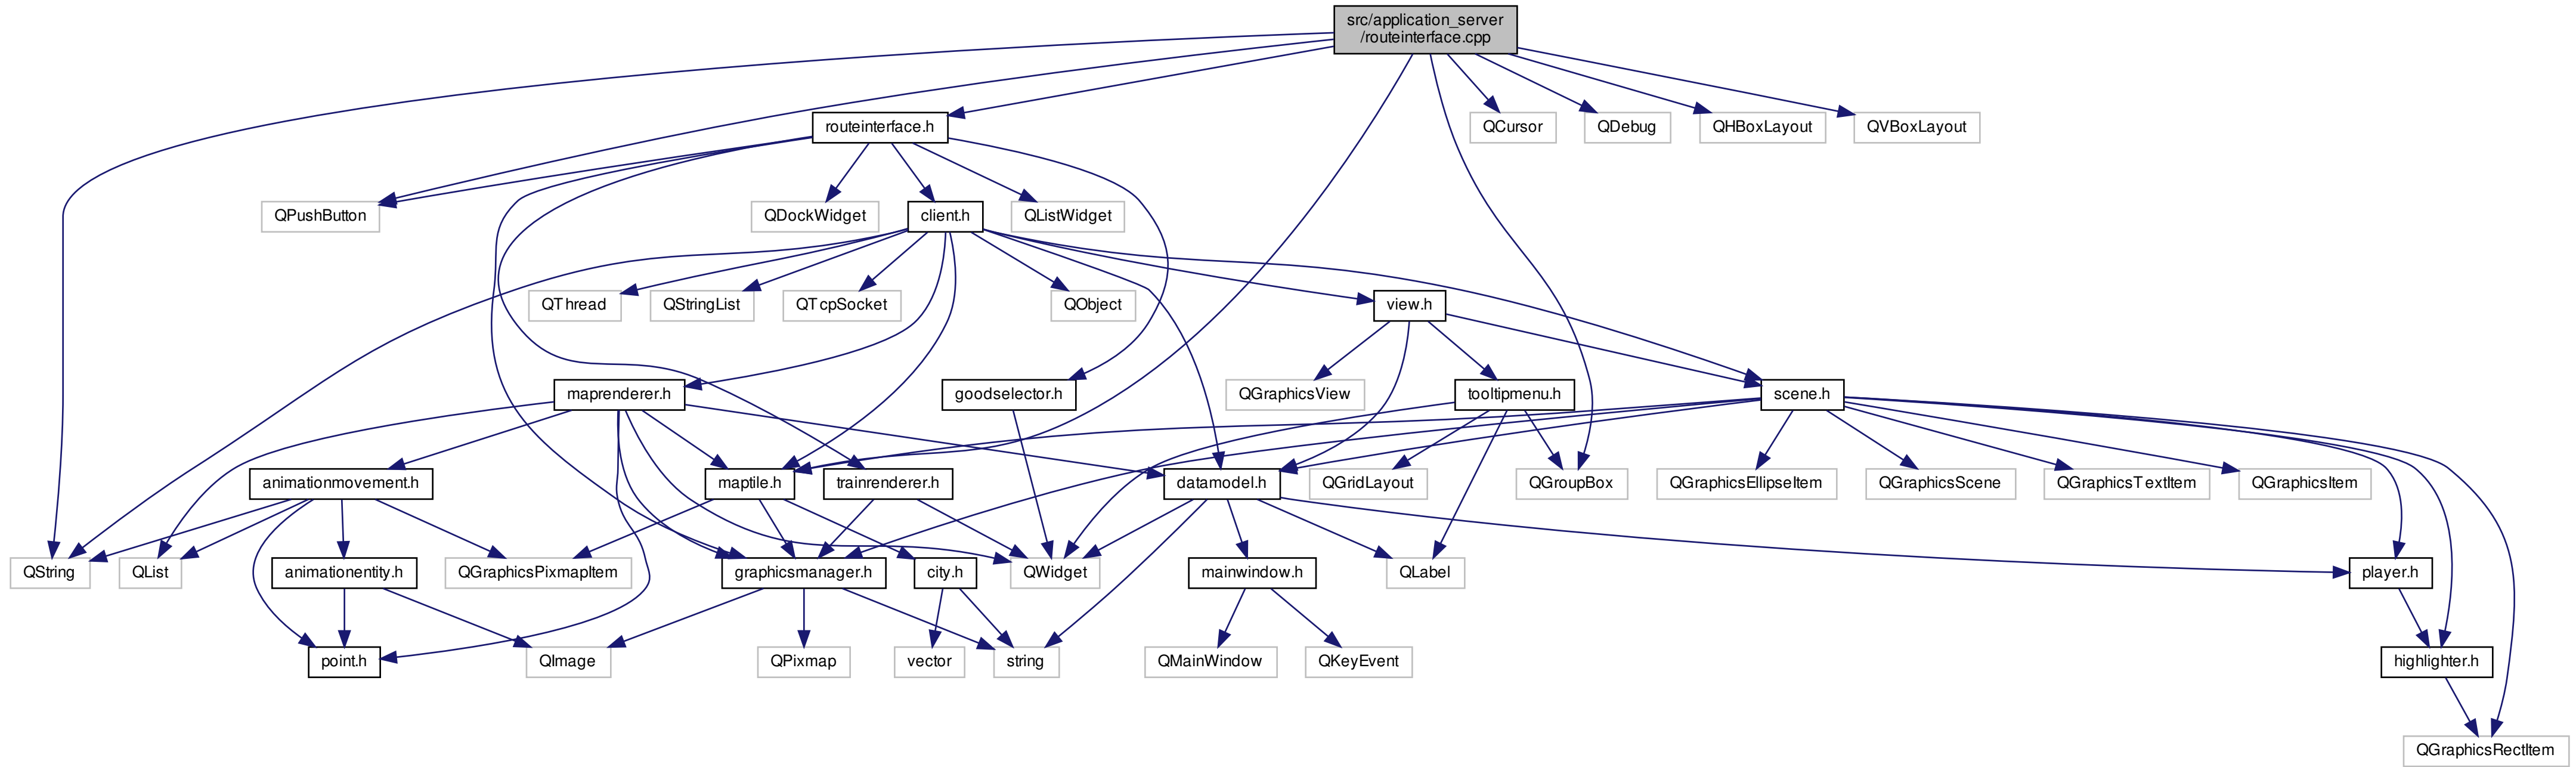 src/application_server
/routeinterface.cpp
routeinterface.h
QCursor
QDebug
QHBoxLayout
QVBoxLayout
QPushButton
QDockWidget
client.h
QListWidget
QThread
QStringList
QTcpSocket
QObject
view.h
maprenderer.h
goodselector.h
QGraphicsView
tooltipmenu.h
scene.h
animationmovement.h
maptile.h
trainrenderer.h
datamodel.h
QGridLayout
QGroupBox
QGraphicsEllipseItem
QGraphicsScene
QGraphicsTextItem
QGraphicsItem
QString
QList
animationentity.h
QGraphicsPixmapItem
graphicsmanager.h
city.h
QWidget
mainwindow.h
QLabel
player.h
point.h
QImage
QPixmap
vector
string
QMainWindow
QKeyEvent
highlighter.h
QGraphicsRectItem